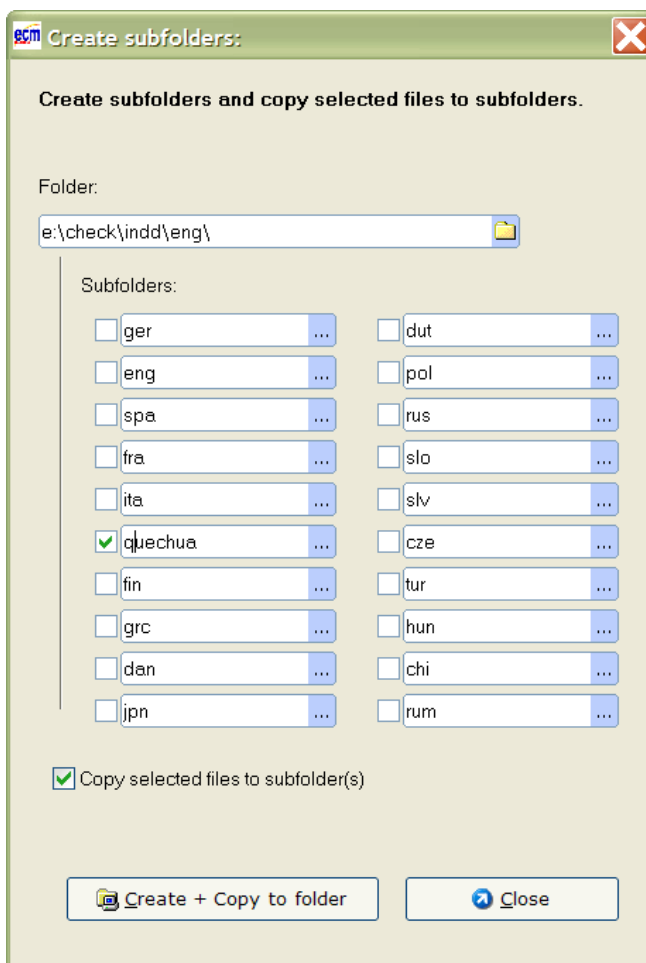 ecm Create subfolders:
Create subfolders and copy selected files to subfolders.
Folder:
e:\check\indd\eng\
Subfolders:
ger ... dut ...
eng ... pol ...
spa ... rus ...
fra ... slo ...
ita ... slv ...
quechua ... cze ...
fin ... tur ...
grc ... hun ...
dan ... chi ...
jpn ... rum ...
Copy selected files to subfolder(s)
Create + Copy to folder Close